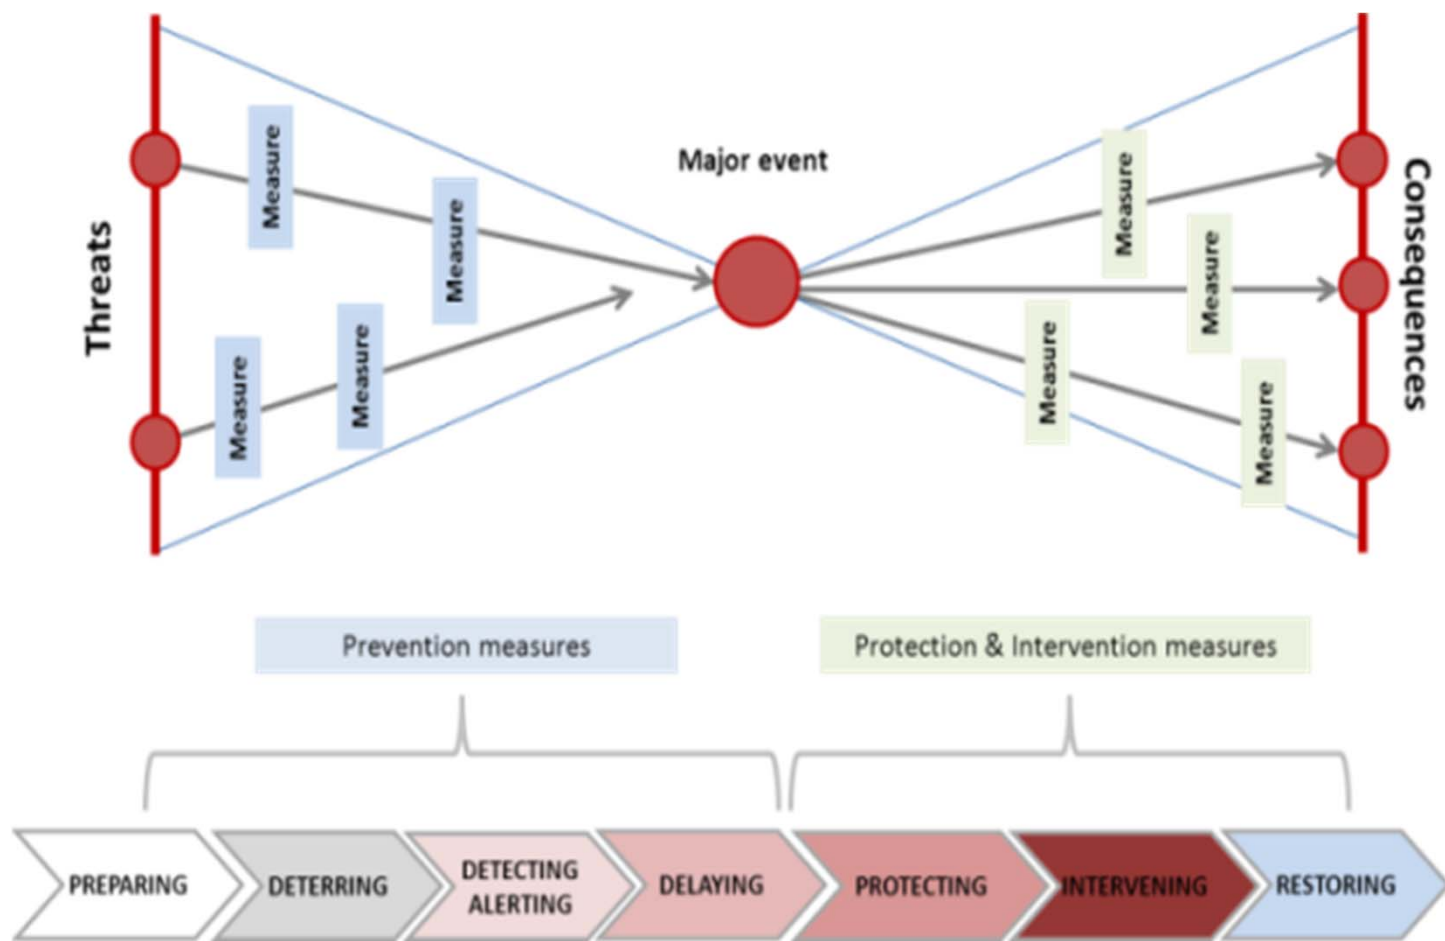 Major event
Threats
Measure
Measure
Measure
Measure
Measure
Measure
Measure
Measure
Consequences
Prevention measures
Protection & Intervention measures
PREPARING
DETERRING
DETECTING
ALERTING
DELAYING
PROTECTING
INTERVENING
RESTORING